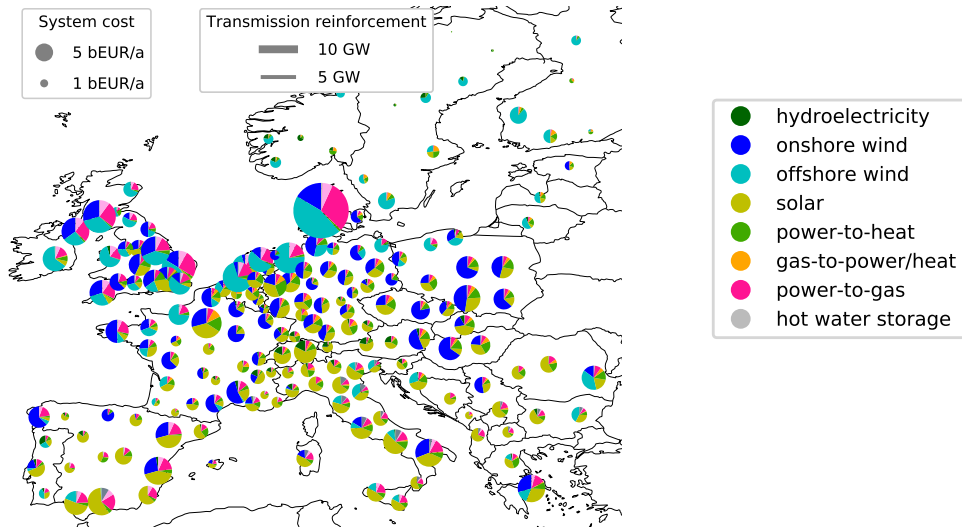 System cost
5 bEUR/a
1 bEUR/a
Transmission reinforcement
10 GW
5 GW
hydroelectricity
onshore wind
offshore wind
solar
power-to-heat
gas-to-power/heat
power-to-gas
hot water storage